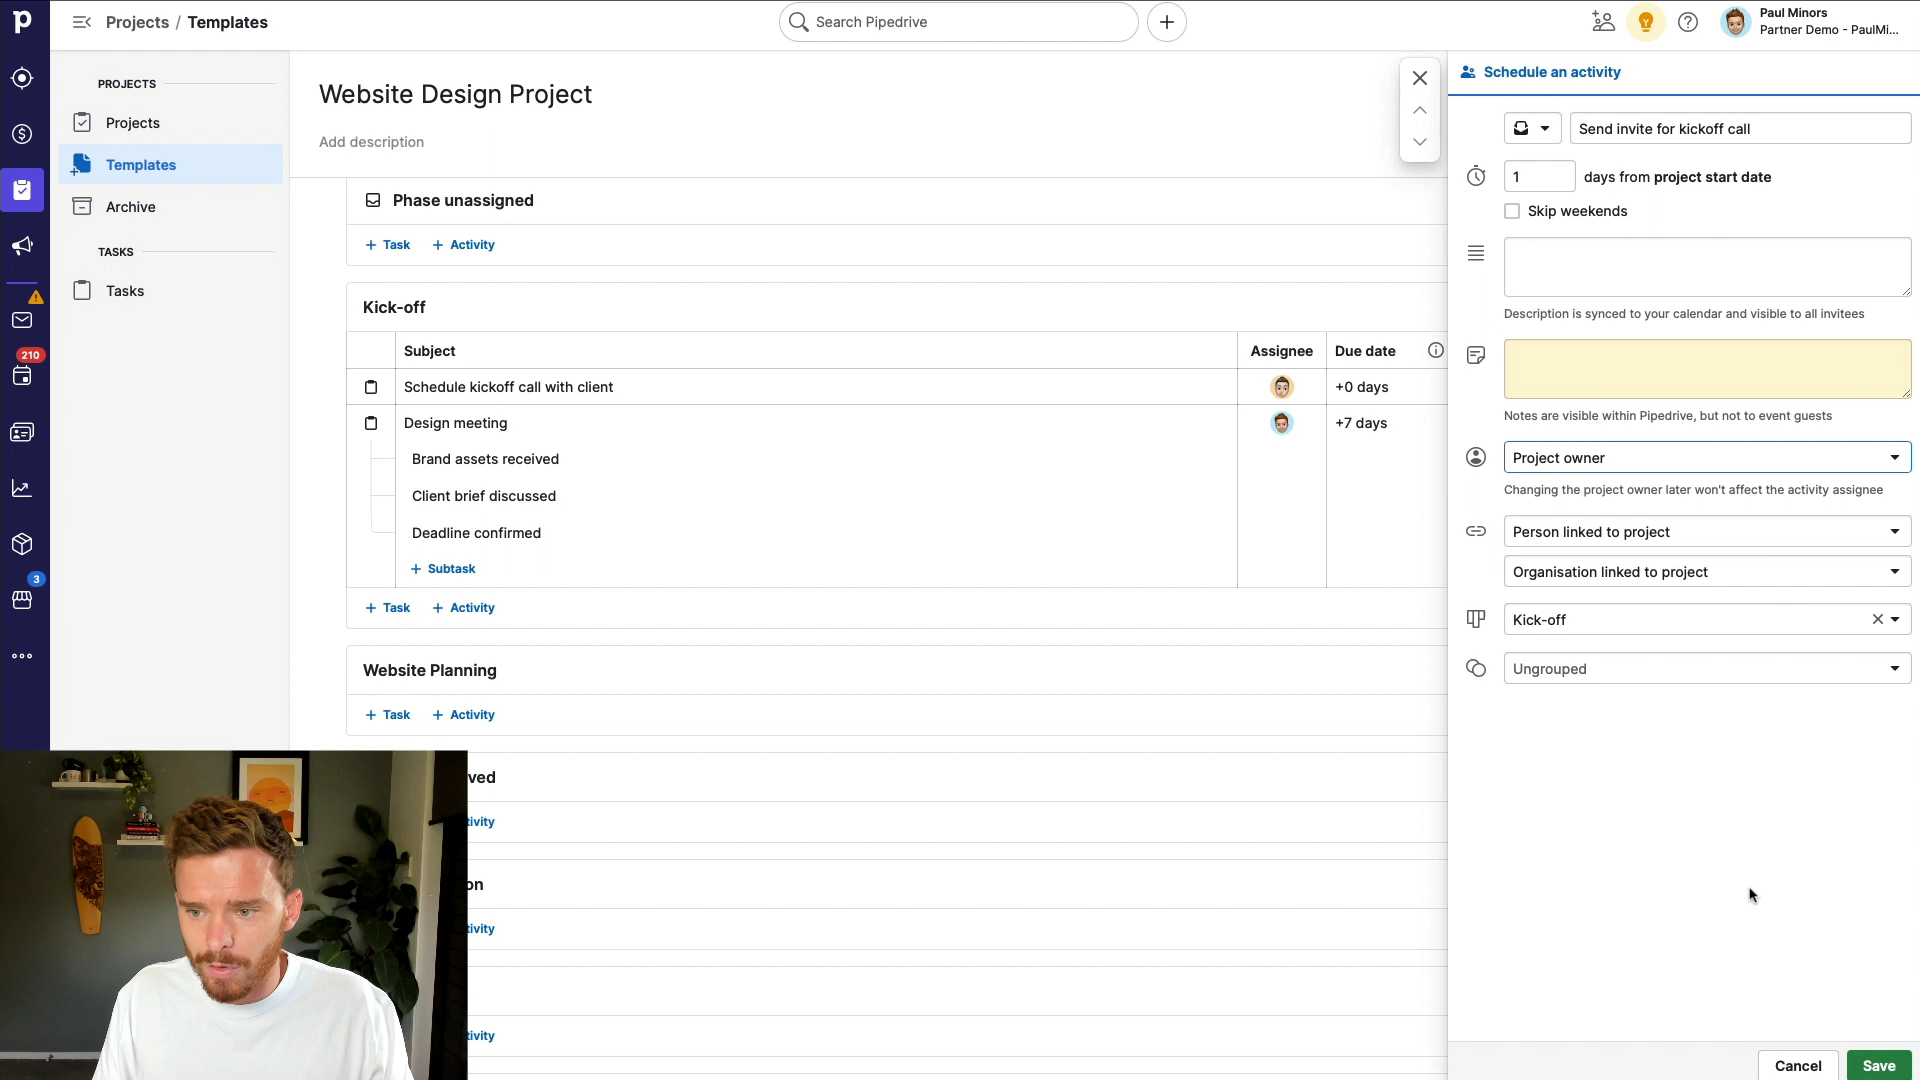 Projects / Templates
Search Pipedrive
Paul Minors
Partner Demo - PaulMi...
PROJECTS
Projects
Templates
Archive
TASKS
Tasks
210
3
Website Design Project
Add description
Phase unassigned
+ Task + Activity
Kick-off
Subject Assignee Due date
Schedule kickoff call with client +0 days
Design meeting +7 days
Brand assets received
Client brief discussed
Deadline confirmed
+ Subtask
+ Task + Activity
Website Planning
+ Task + Activity
ved
tivity
on
tivity
tivity
Schedule an activity
Send invite for kickoff call
1 days from project start date
Skip weekends
Description is synced to your calendar and visible to all invitees
Notes are visible within Pipedrive, but not to event guests
Project owner
Changing the project owner later won't affect the activity assignee
Person linked to project
Organisation linked to project
Kick-off
Ungrouped
Cancel Save